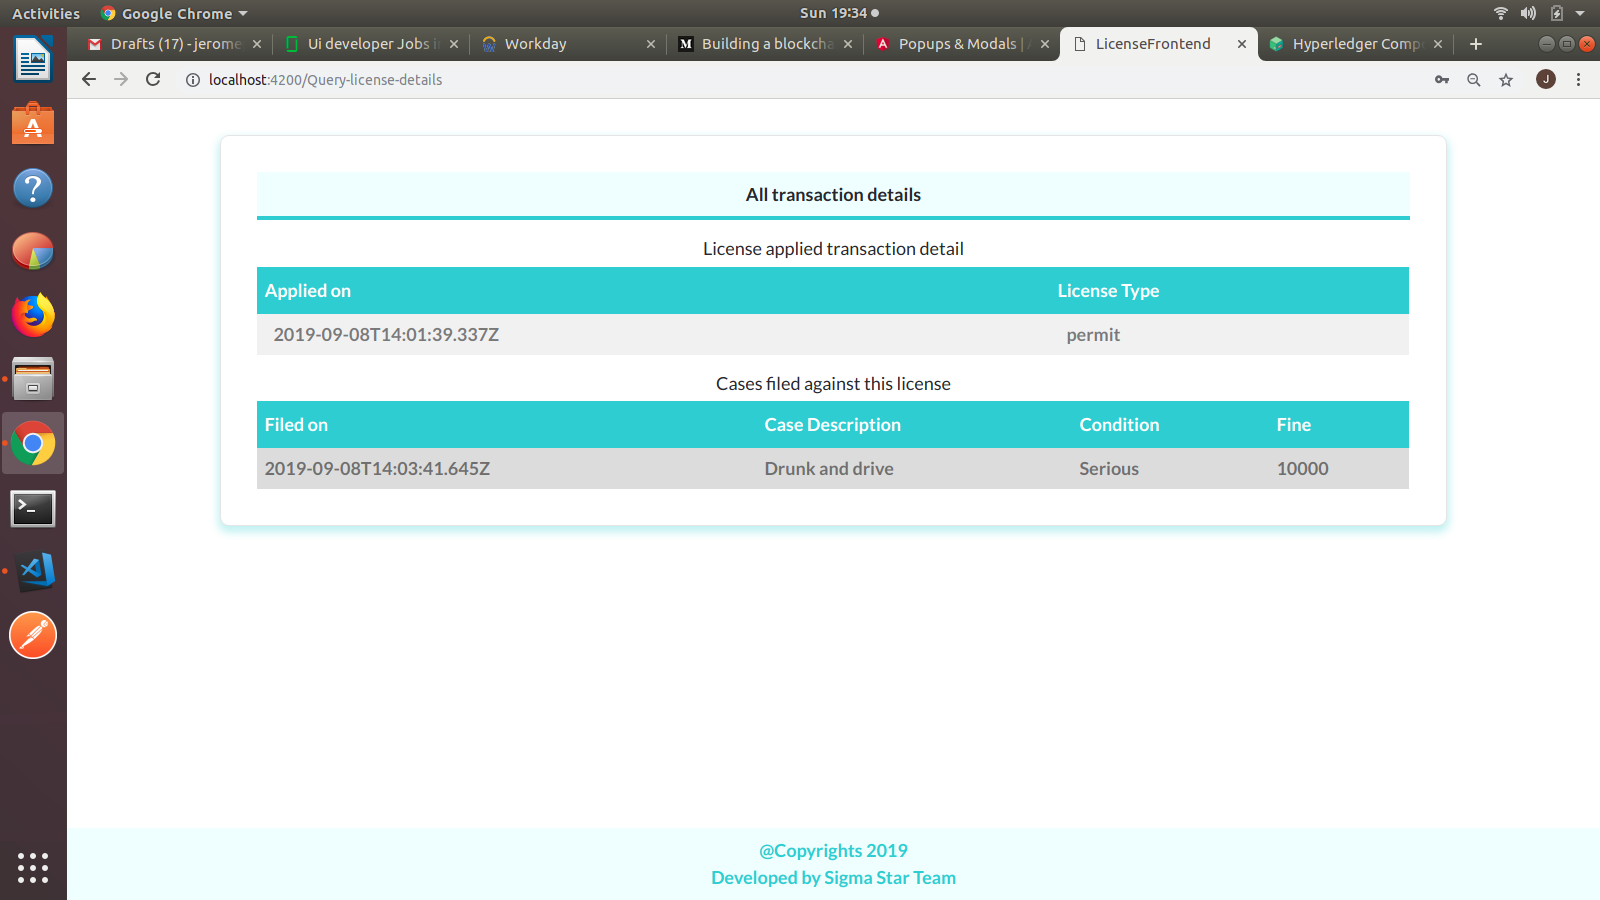 Activities
Google Chrome
Sun 19:34
Drafts (17) - jerome
Ui developer Jobs i
Workday
Building a blockcha
Popups & Modals |
LicenseFrontend
Hyperledger Comp
localhost:4200/Query-license-details
J
All transaction details
License applied transaction detail
Applied on License Type
2019-09-08T14:01:39.337Z permit
Cases filed against this license
Filed on Case Description Condition Fine
2019-09-08T14:03:41.645Z Drunk and drive Serious 10000
@Copyrights 2019
Developed by Sigma Star Team